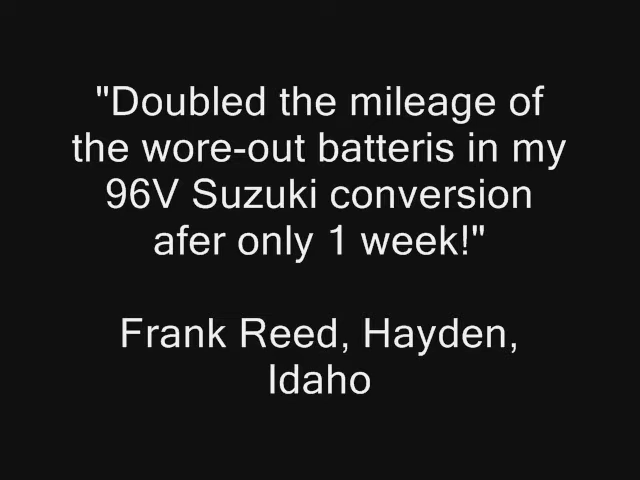 "Doubled the mileage of
the wore-out batteris in my
96V Suzuki conversion
afer only 1 week!"
Frank Reed, Hayden,
Idaho